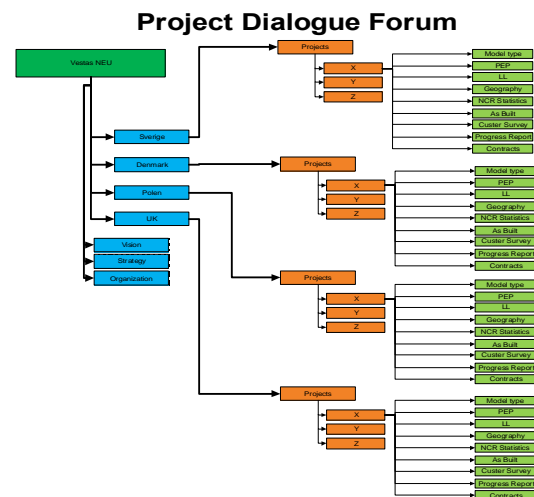 Project Dialogue Forum
Vestas NEU
Sverige
Denmark
Polen
UK
Vision
Strategy
Organization
Projects
X
Y
Z
Model type
PEP
LL
Geography
NCR Statistics
As Built
Custer Survey
Progress Report
Contracts
Projects
X
Y
Z
Model type
PEP
LL
Geography
NCR Statistics
As Built
Custer Survey
Progress Report
Contracts
Projects
X
Y
Z
Model type
PEP
LL
Geography
NCR Statistics
As Built
Custer Survey
Progress Report
Contracts
Projects
X
Y
Z
Model type
PEP
LL
Geography
NCR Statistics
As Built
Custer Survey
Progress Report
Contracts